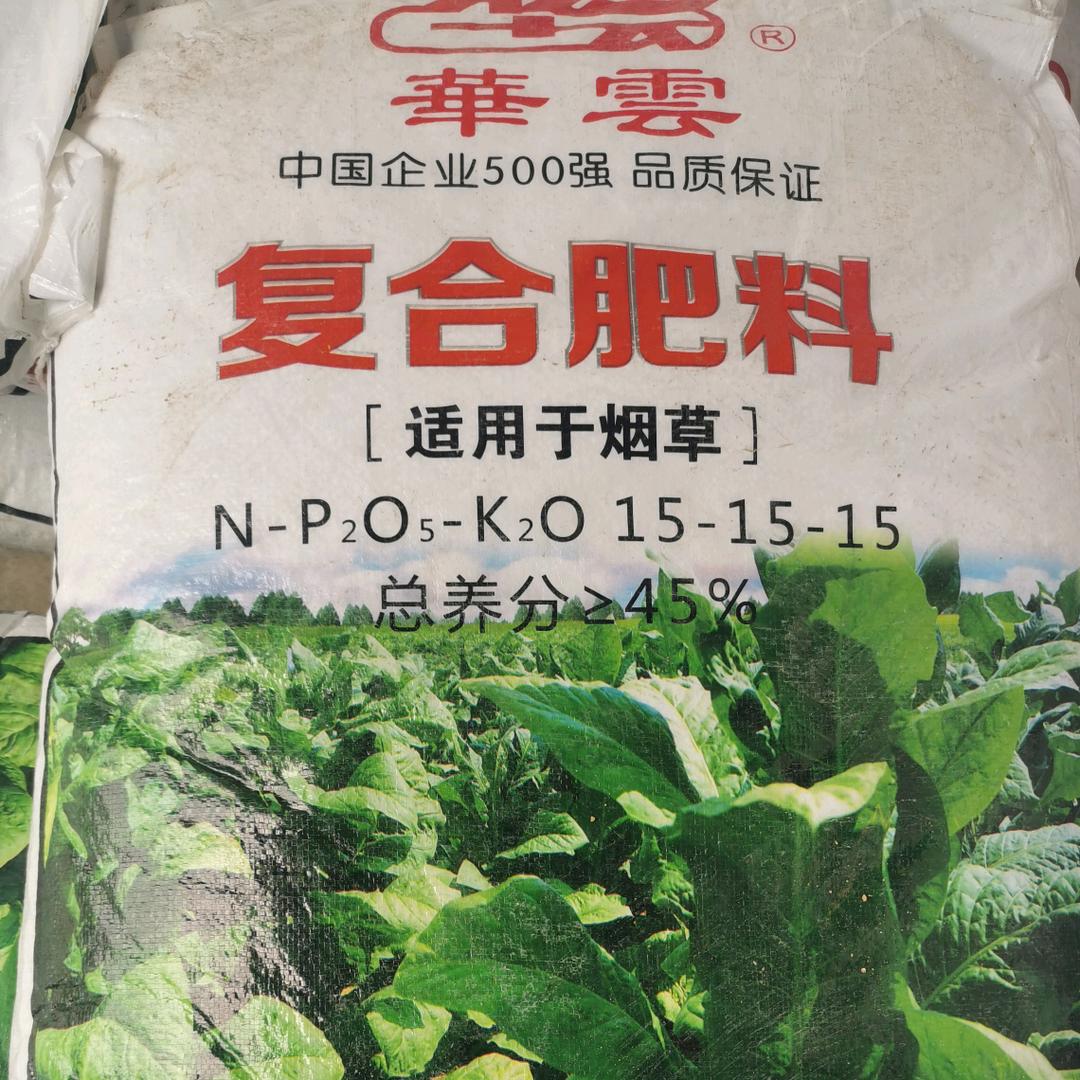 ®
華雲
中国企业500强 品质保证
复合肥料
[适用于烟草]
N-P₂O₅-K₂O 15-15-15
总养分≥45%